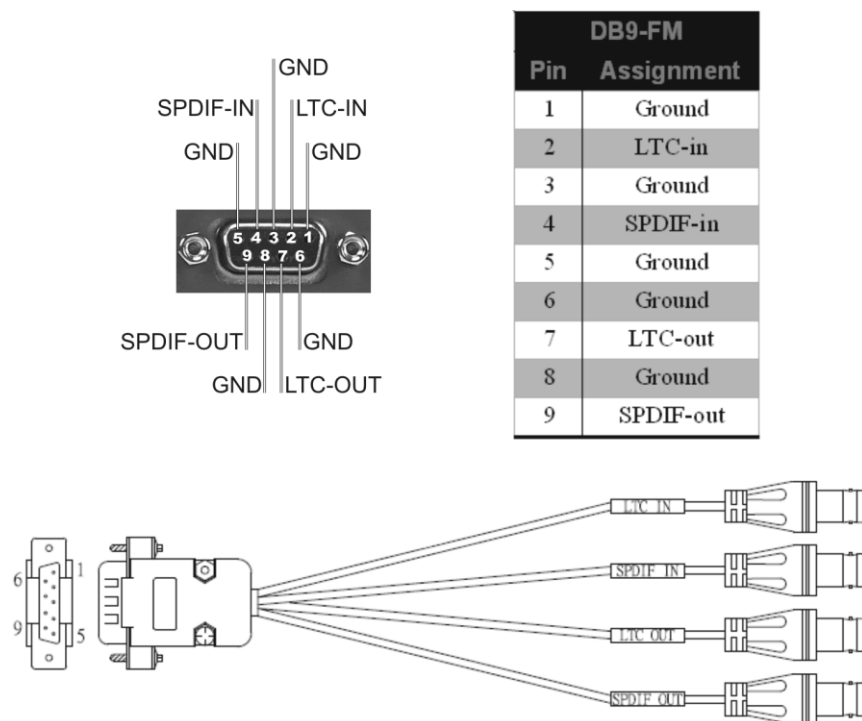 GND
SPDIF-IN LTC-IN
GND GND
5 4 3 2 1
9 8 7 6
SPDIF-OUT GND
GND LTC-OUT
DB9-FM
Pin Assignment
1 Ground
2 LTC-in
3 Ground
4 SPDIF-in
5 Ground
6 Ground
7 LTC-out
8 Ground
9 SPDIF-out
LTC IN
6 1
SPDIF IN
9 5
LTC OUT
SPDIF OUT